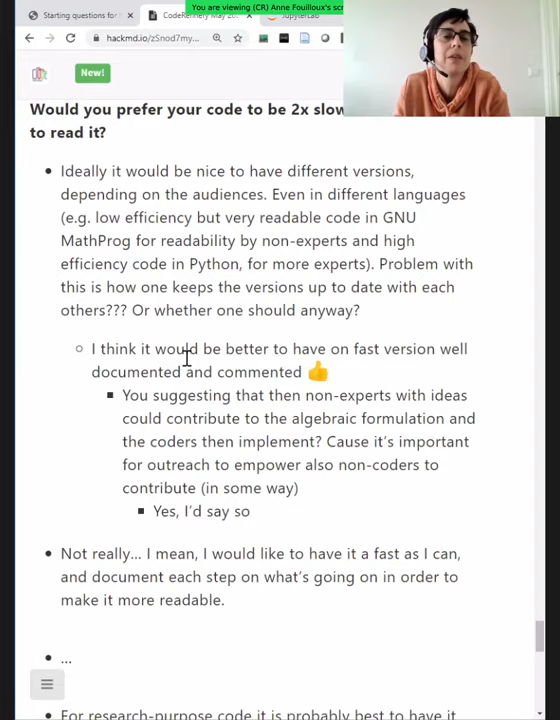 You are viewing (CR) Anne Fouilloux's scr
Starting questions for
CodeRefinery May 20
JupyterLab
hackmd.io/zSnod7my...
New!
Would you prefer your code to be 2x slow
to read it?
Ideally it would be nice to have different versions,
depending on the audiences. Even in different languages
(e.g. low efficiency but very readable code in GNU
MathProg for readability by non-experts and high
efficiency code in Python, for more experts). Problem with
this is how one keeps the versions up to date with each
others??? Or whether one should anyway?
I think it would be better to have on fast version well
documented and commented 👍
You suggesting that then non-experts with ideas
could contribute to the algebraic formulation and
the coders then implement? Cause it's important
for outreach to empower also non-coders to
contribute (in some way)
Yes, I'd say so
Not really... I mean, I would like to have it a fast as I can,
and document each step on what's going on in order to
make it more readable.
...
For research-purpose code it is probably best to have it